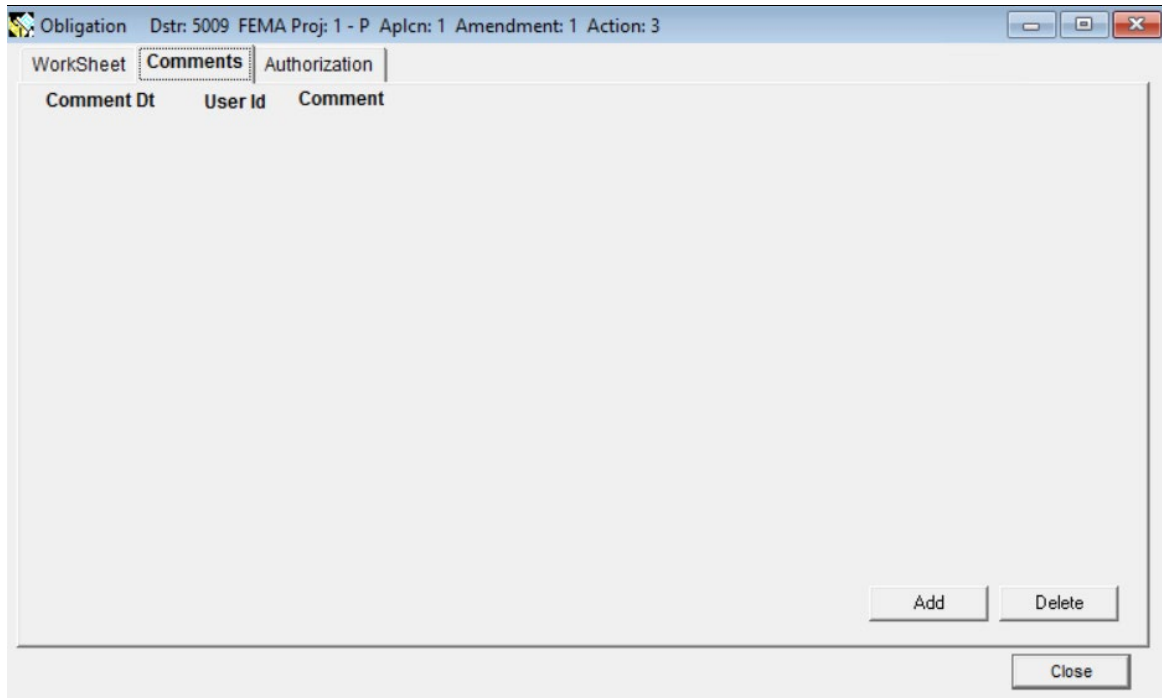 Obligation Dstr: 5009 FEMA Proj: 1 - P Aplcn: 1 Amendment: 1 Action: 3
WorkSheet Comments Authorization
Comment Dt User Id Comment
Add Delete
Close